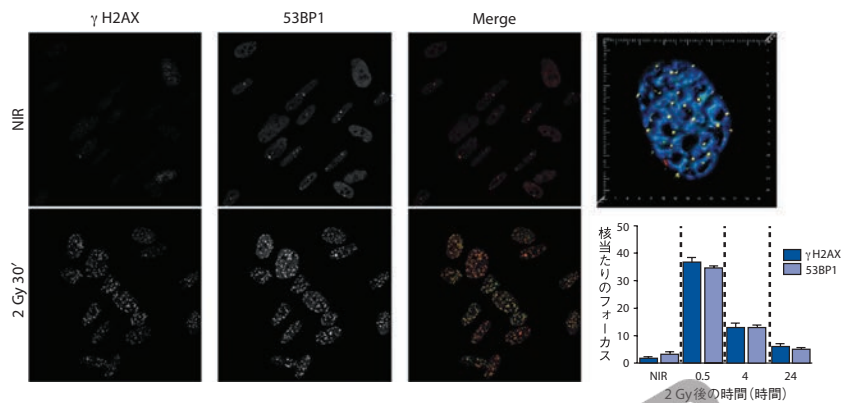 γ H2AX
53BP1
Merge
NIR
2 Gy 30′
核当たりのフォーカス
50
40
30
20
10
0
γH2AX
53BP1
NIR
0.5
4
24
2 Gy後の時間(時間)